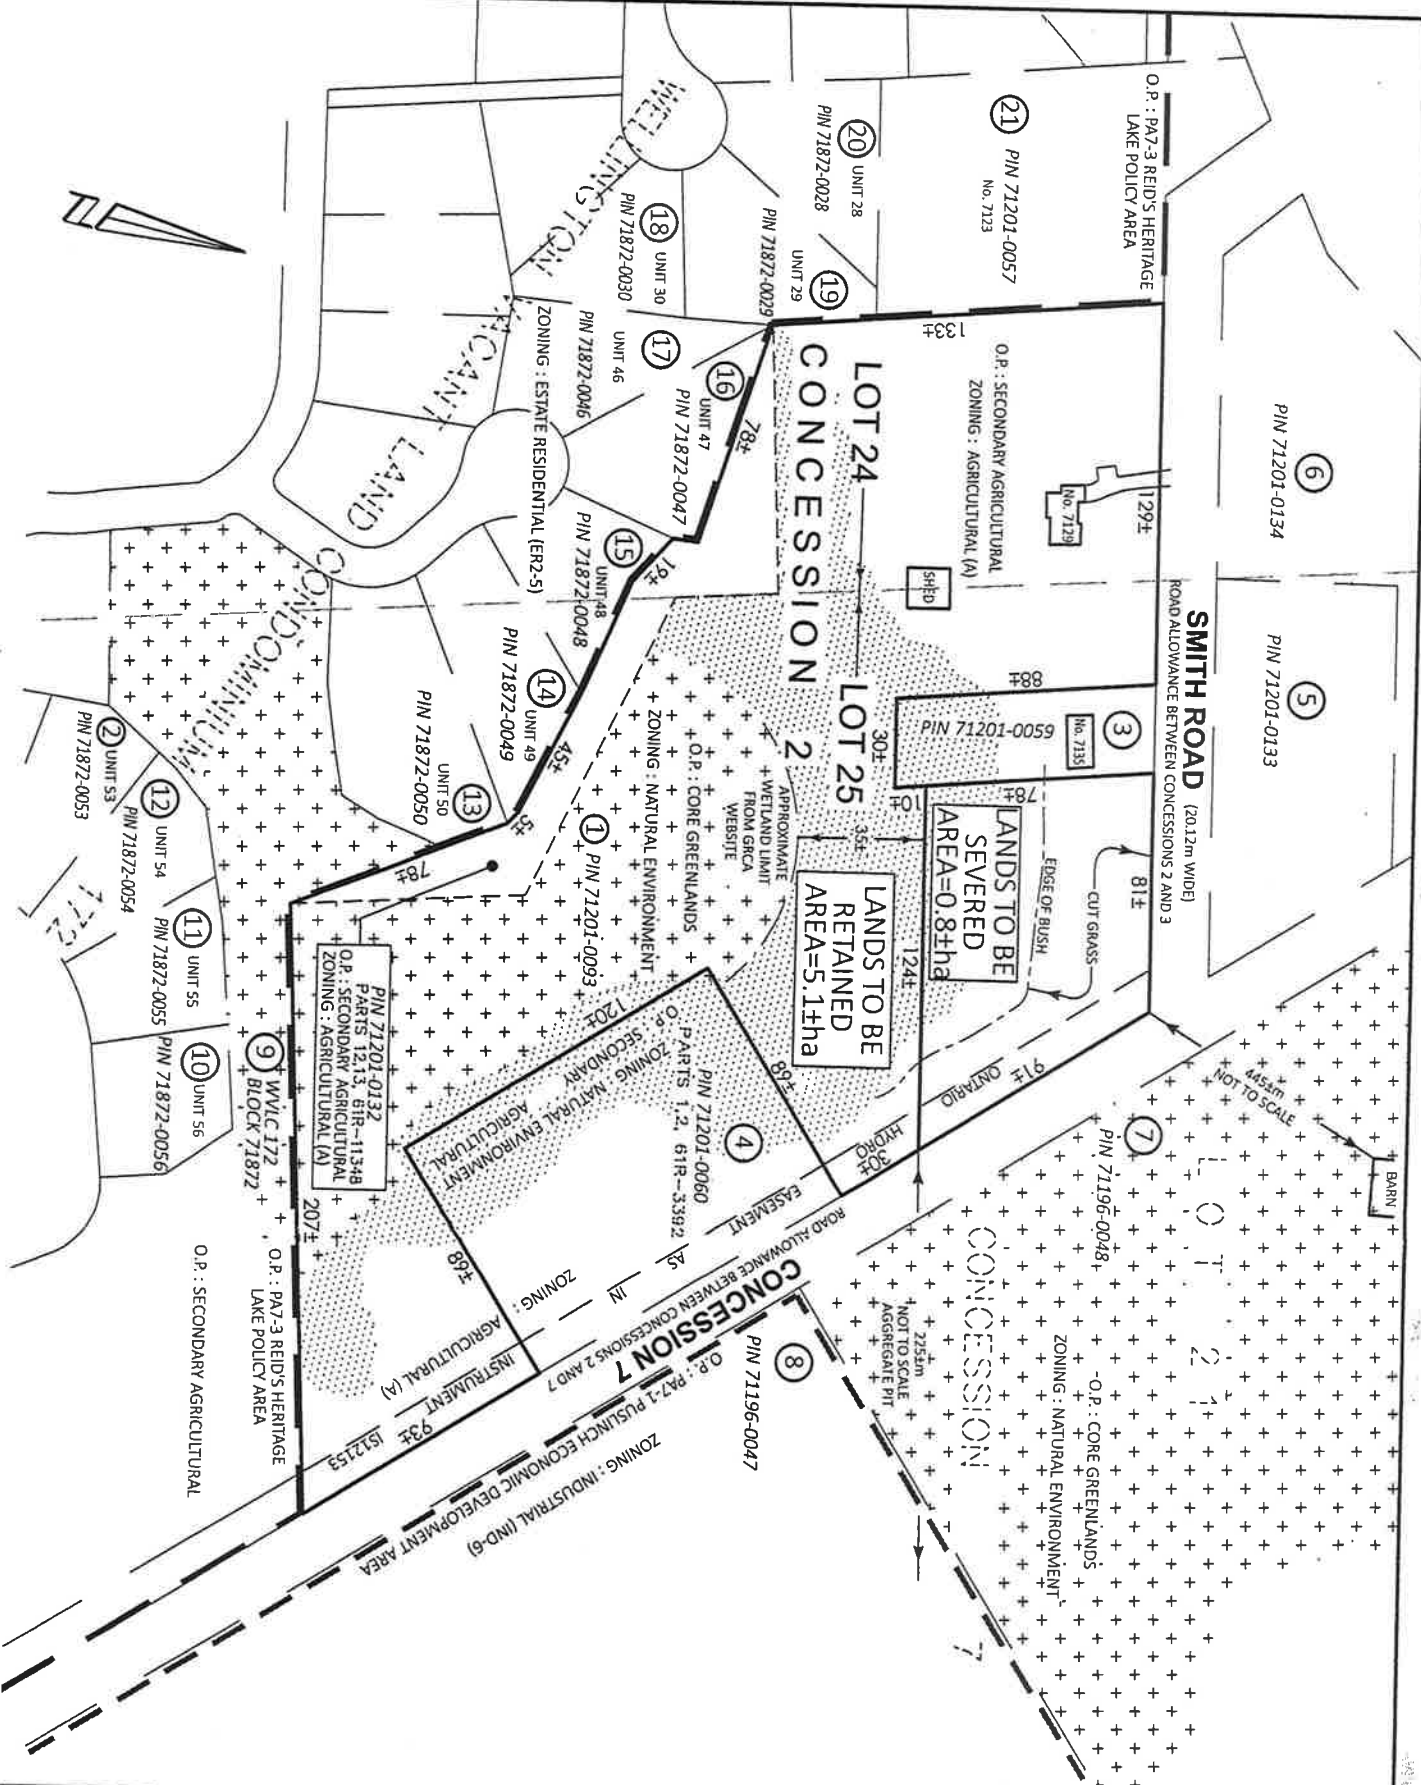 SMITH ROAD (20.12m WIDE)
ROAD ALLOWANCE BETWEEN CONCESSIONS 2 AND 3
6
PIN 71201-0134
5
PIN 71201-0133
BARN
445±m
NOT TO SCALE
7
PIN 71196-0048
LOT 21
CONCESSION
7
O.P. : CORE GREENLANDS
ZONING : NATURAL ENVIRONMENT
225±m
NOT TO SCALE
AGGREGATE PIT
8
PIN 71196-0047
O.P. : PA7-3 REID'S HERITAGE
LAKE POLICY AREA
21
PIN 71201-0057
No. 7123
20
UNIT 28
PIN 71872-0028
19
UNIT 29
PIN 71872-0029
18
UNIT 30
PIN 71872-0030
17
UNIT 46
PIN 71872-0046
16
UNIT 47
PIN 71872-0047
15
UNIT 48
PIN 71872-0048
14
UNIT 49
PIN 71872-0049
13
UNIT 50
PIN 71872-0050
2
UNIT 53
PIN 71872-0053
12
UNIT 54
PIN 71872-0054
11
UNIT 55
PIN 71872-0055
10
UNIT 56
PIN 71872-0056
9
WVLC 172
BLOCK 71872
172
WELLINGTON VACANT LAND CONDOMINIUM
ZONING : ESTATE RESIDENTIAL (ER2-5)
129±
133±
O.P. : SECONDARY AGRICULTURAL
ZONING : AGRICULTURAL (A)
No. 7129
SHED
LOT 24
LOT 25
CONCESSION 2
88±
3
No. 7135
PIN 71201-0059
30±
78±
10±
81±
CUT GRASS
EDGE OF BUSH
LANDS TO BE
SEVERED
AREA=0.8±ha
35±
124±
91±
LANDS TO BE
RETAINED
AREA=5.1±ha
APPROXIMATE
WETLAND LIMIT
FROM GRCA
WEBSITE
O.P. : CORE GREENLANDS
ZONING : NATURAL ENVIRONMENT
1
PIN 71201-0093
78±
19±
45±
5±
78±
207±
PIN 71201-0132
PARTS 12,13, 61R-11348
O.P. SECONDARY AGRICULTURAL
ZONING : AGRICULTURAL (A)
4
PIN 71201-0060
PARTS 1,2, 61R-3392
O.P. : SECONDARY AGRICULTURAL
ZONING : NATURAL ENVIRONMENT
120±
89±
89±
30±
93±
HYDRO ONTARIO
EASEMENT AS IN
INSTRUMENT IS12153
ZONING : AGRICULTURAL (A)
ROAD ALLOWANCE BETWEEN CONCESSIONS 2 AND 7
CONCESSION 7
O.P. : PA7-1 PUSLINCH ECONOMIC DEVELOPMENT AREA
ZONING : INDUSTRIAL (IND-6)
O.P. : PA7-3 REID'S HERITAGE
LAKE POLICY AREA
O.P. : SECONDARY AGRICULTURAL
N